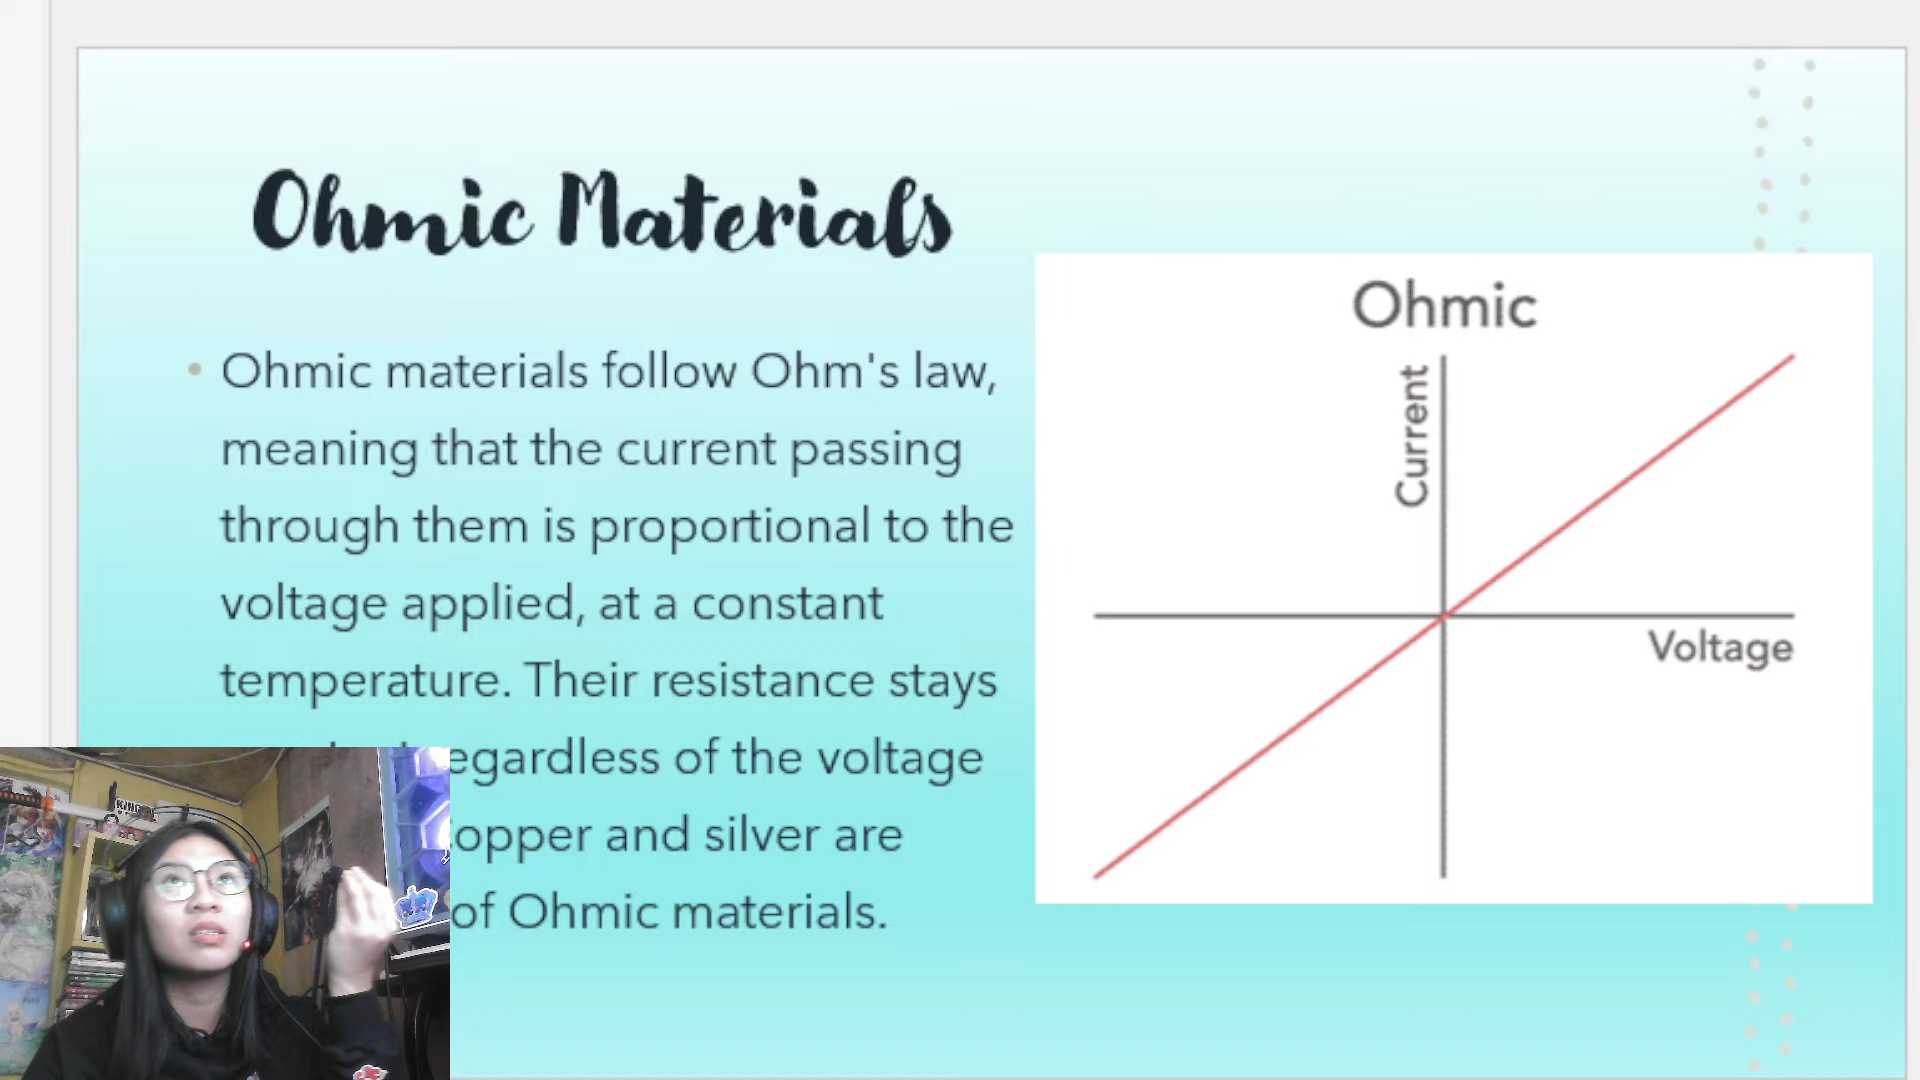 Ohmic Materials
Ohmic materials follow Ohm's law,
meaning that the current passing
through them is proportional to the
voltage applied, at a constant
temperature. Their resistance stays
of the voltage
and silver are
of Ohmic materials.
Ohmic
Current
Voltage